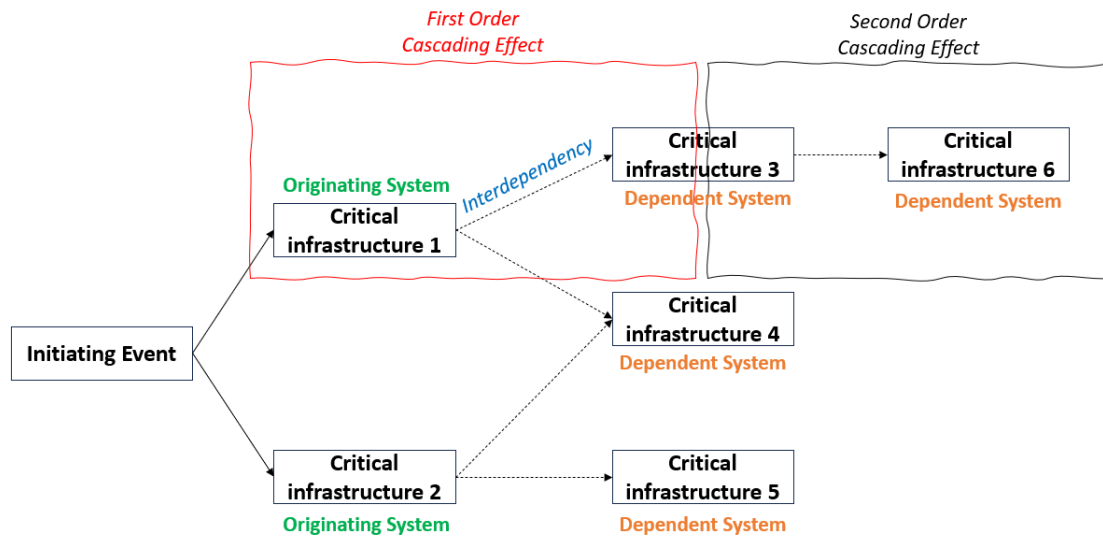 First Order
Cascading Effect
Second Order
Cascading Effect
Interdependency
Critical
infrastructure 3
Dependent System
Critical
infrastructure 6
Dependent System
Originating System
Critical
infrastructure 1
Critical
infrastructure 4
Dependent System
Initiating Event
Critical
infrastructure 2
Originating System
Critical
infrastructure 5
Dependent System